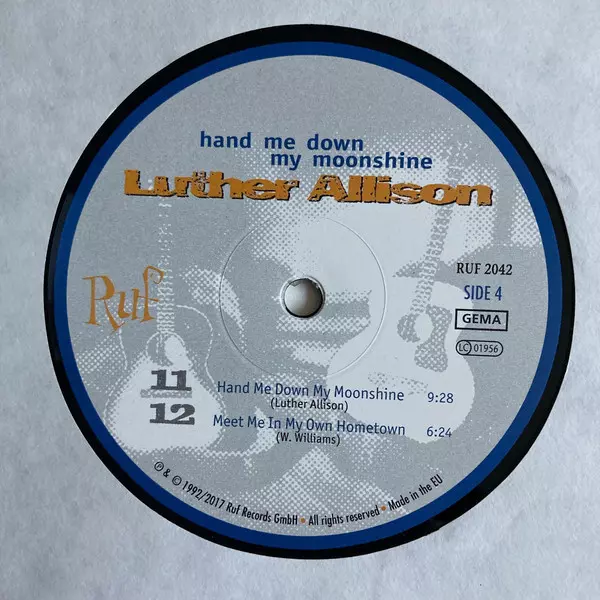 hand me down
my moonshine
Luther Allison
Ruf
RUF 2042
SIDE 4
GEMA
LC 01956
11 Hand Me Down My Moonshine 9:28
(Luther Allison)
12 Meet Me In My Own Hometown 6:24
(W. Williams)
℗ & © 1992/2017 Ruf Records GmbH • All rights reserved • Made in the EU